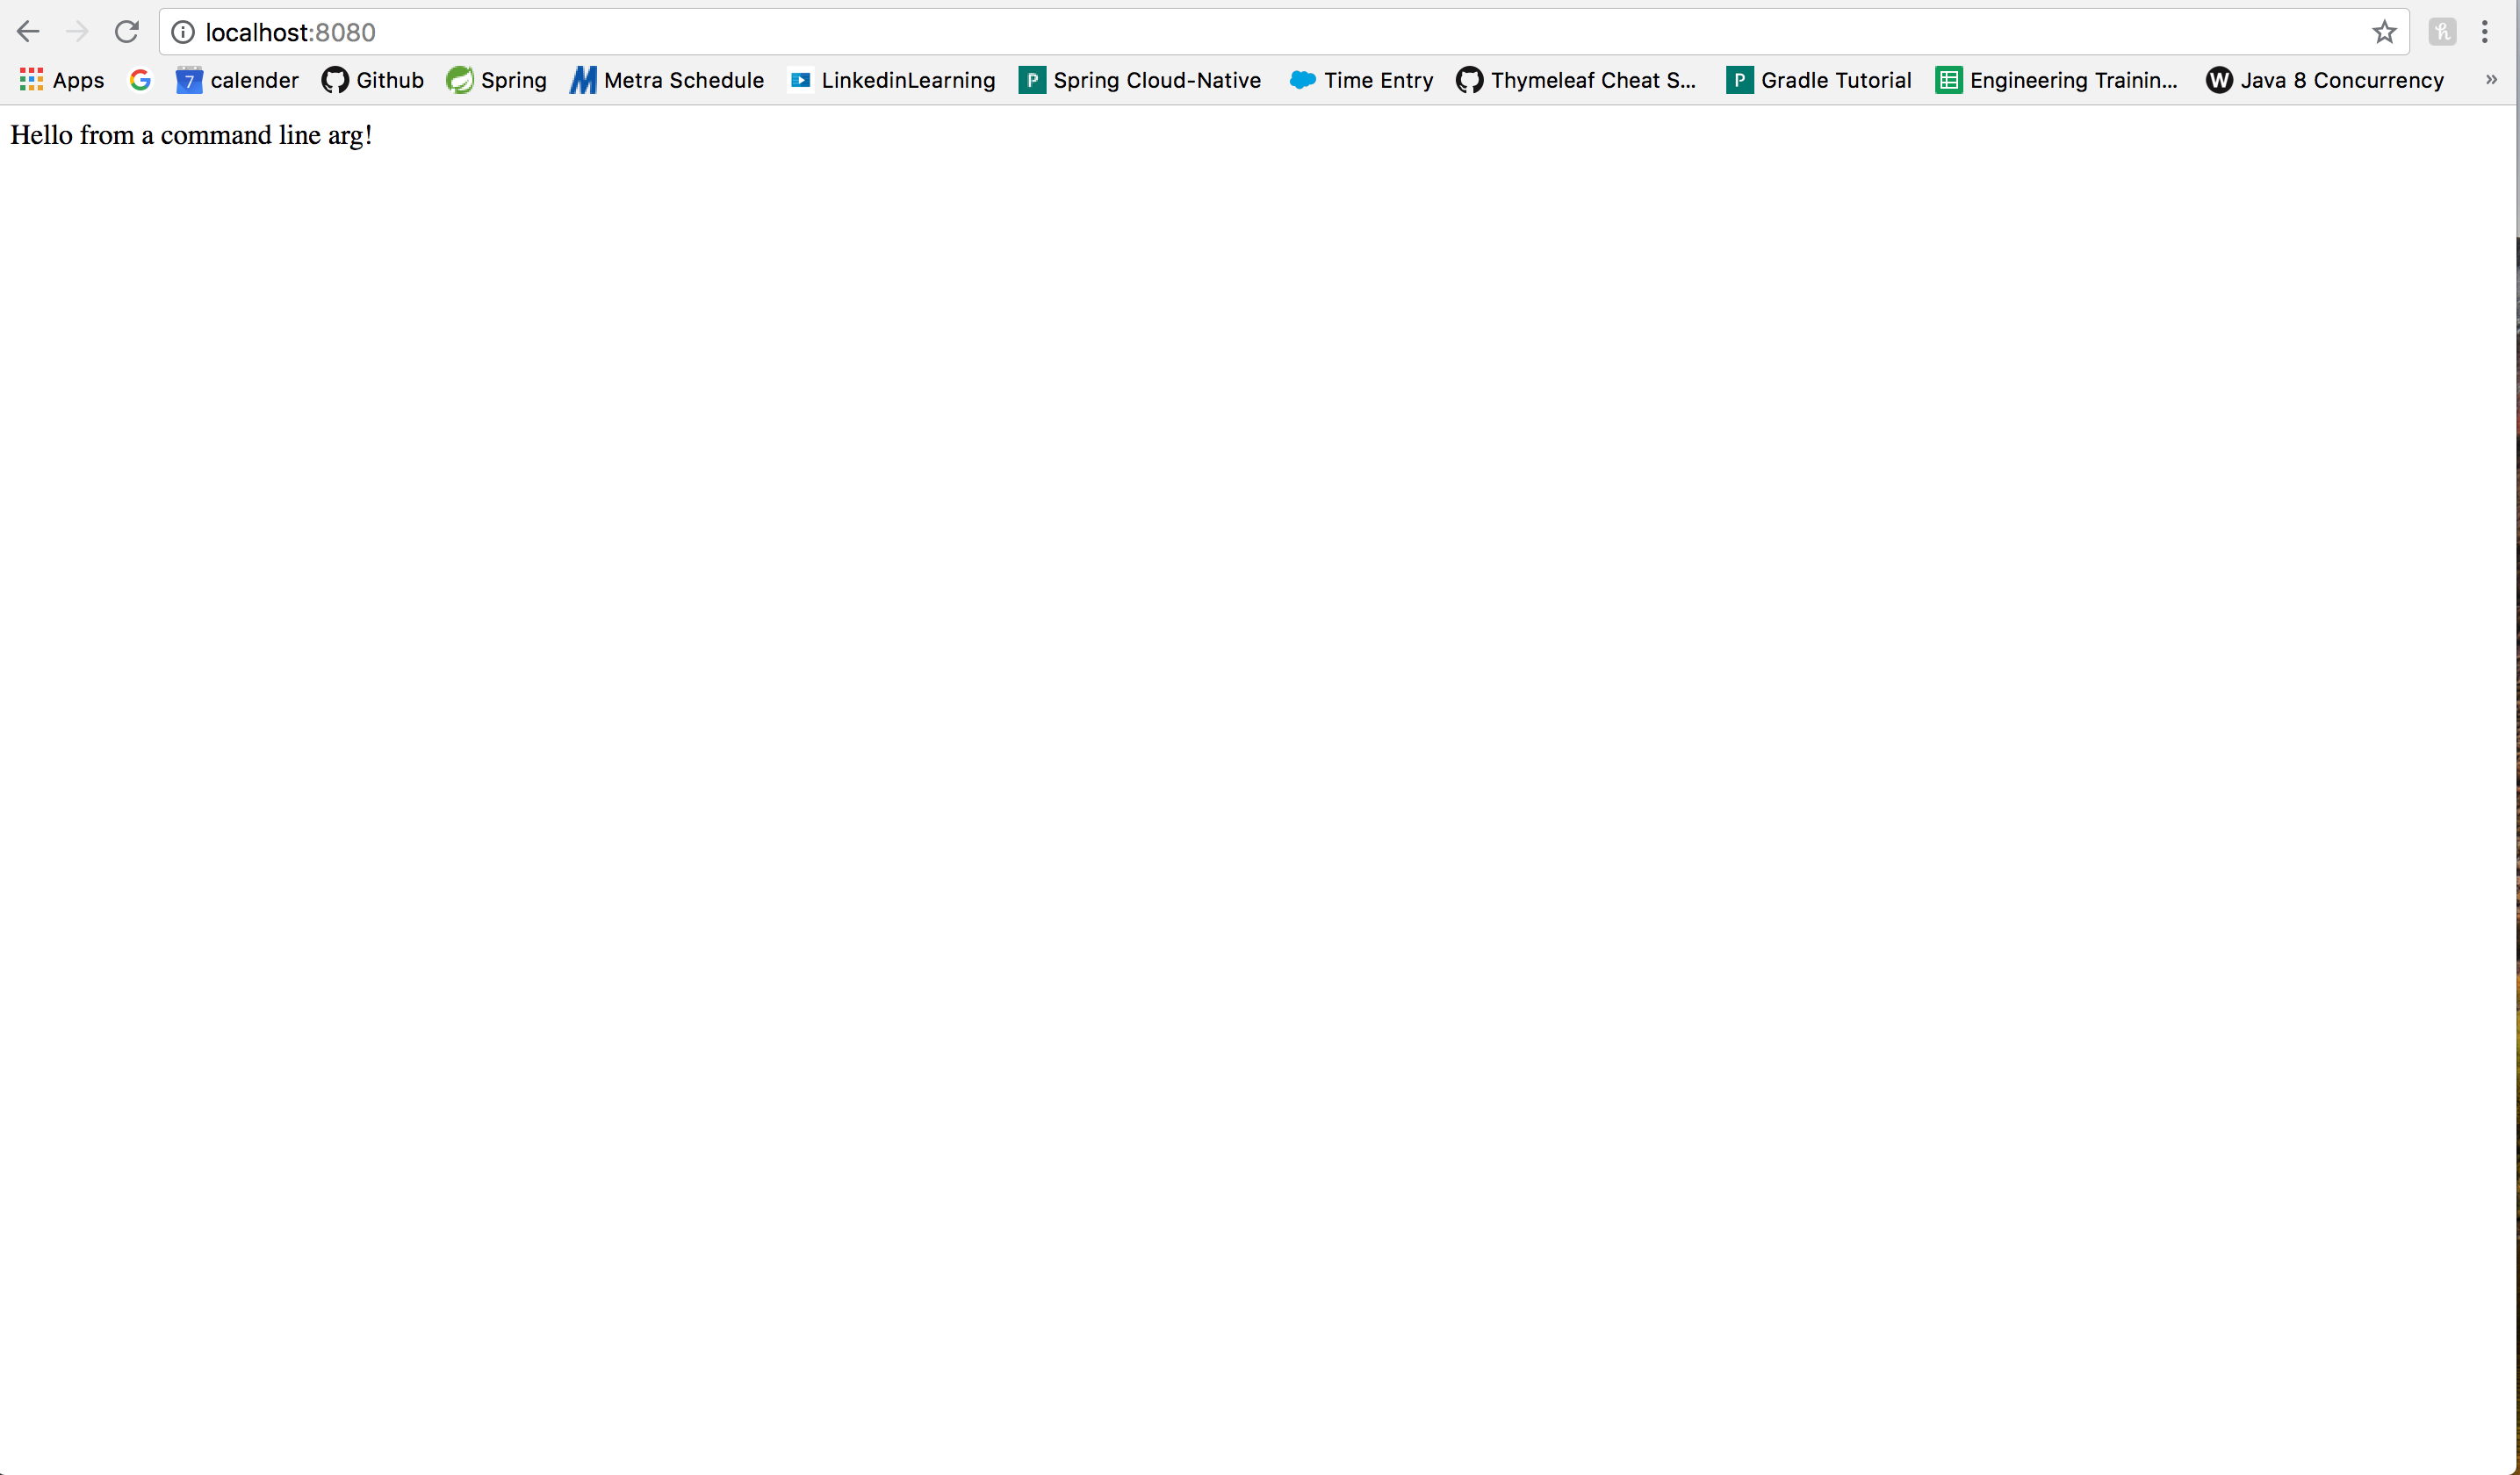 localhost:8080
Apps calender Github Spring Metra Schedule LinkedinLearning Spring Cloud-Native Time Entry Thymeleaf Cheat S... Gradle Tutorial Engineering Trainin... Java 8 Concurrency »
Hello from a command line arg!